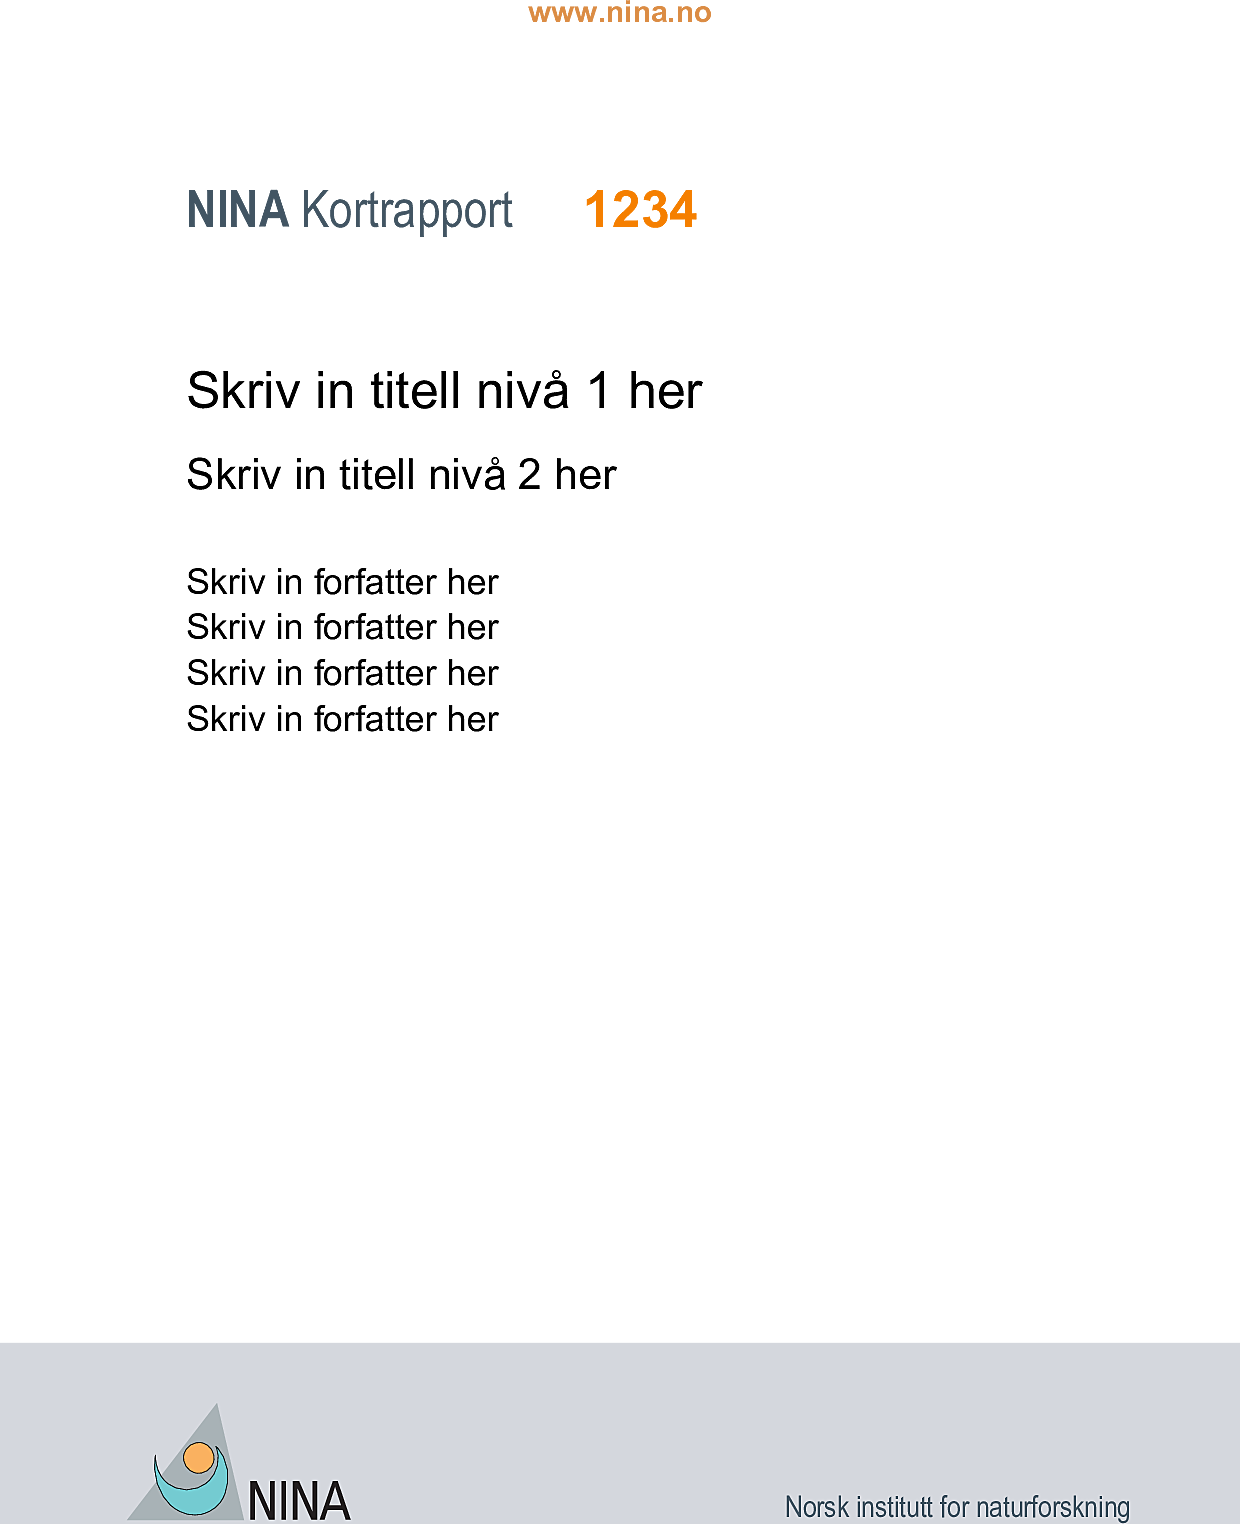 www.nina.no
NINA Kortrapport 1234
Skriv in titell nivå 1 her
Skriv in titell nivå 2 her
Skriv in forfatter her
Skriv in forfatter her
Skriv in forfatter her
Skriv in forfatter her
NINA
Norsk institutt for naturforskning